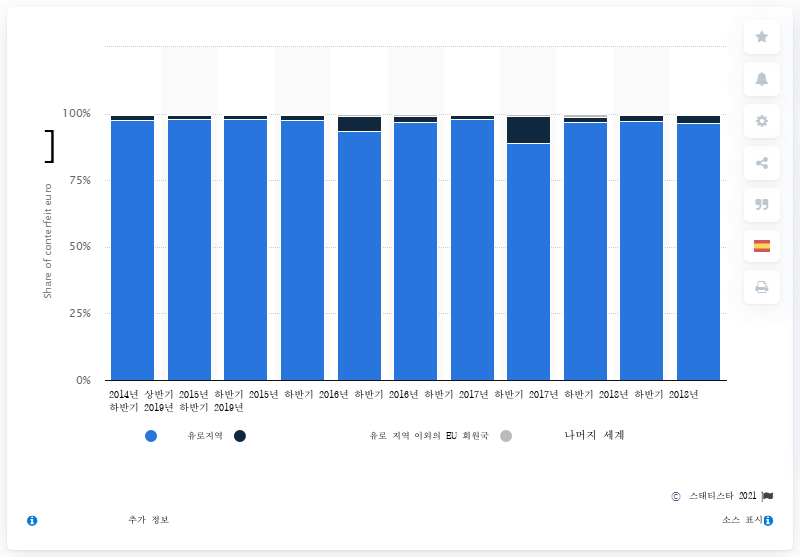 100%
75%
50%
25%
0%
]
Share of conterfeit euro
2014년 상반기 2015년 하반기 2015년 하반기 2016년 하반기 2016년 하반기 2017년 하반기 2017년 하반기 2018년 하반기 2018년
하반기 2019년 하반기 2019년
유로지역 유로 지역 이외의 EU 회원국 나머지 세계
© 스태티스타 2021
추가 정보 소스 표시